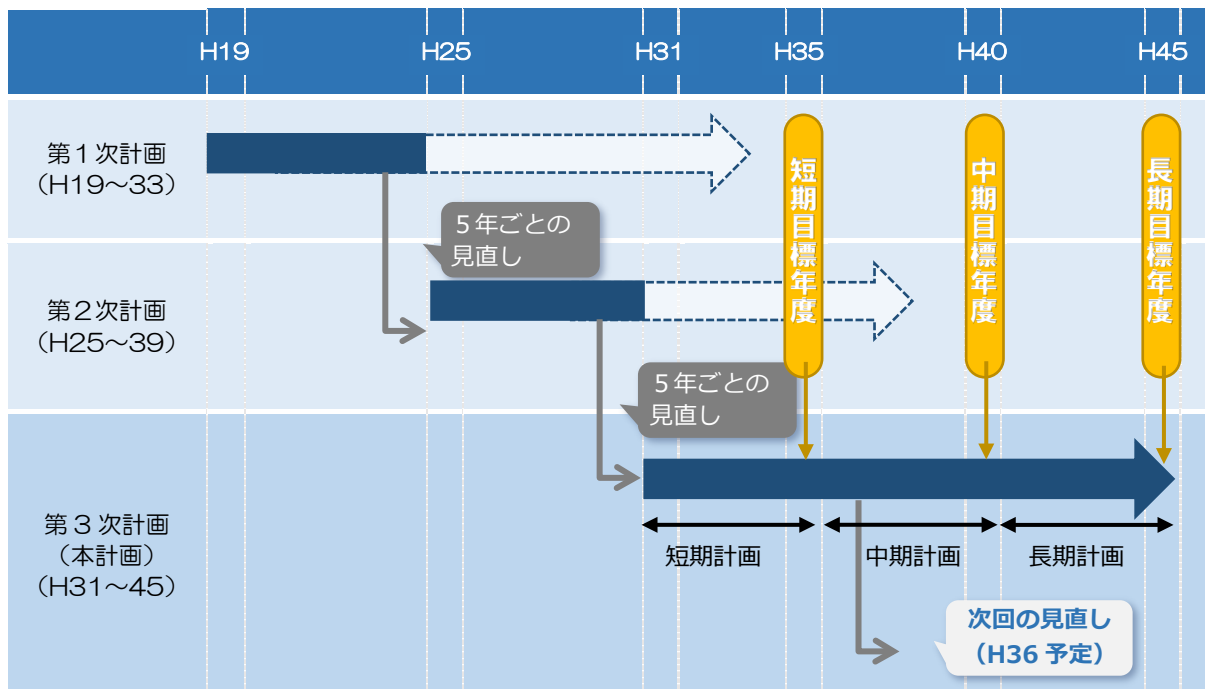 H19 H25 H31 H35 H40 H45
第1次計画
（H19～33）
５年ごとの
見直し
第２次計画
（H25～39）
５年ごとの
見直し
短期目標年度
中期目標年度
長期目標年度
第３次計画
（本計画）
（H31～45）
短期計画 中期計画 長期計画
次回の見直し
（H36 予定）